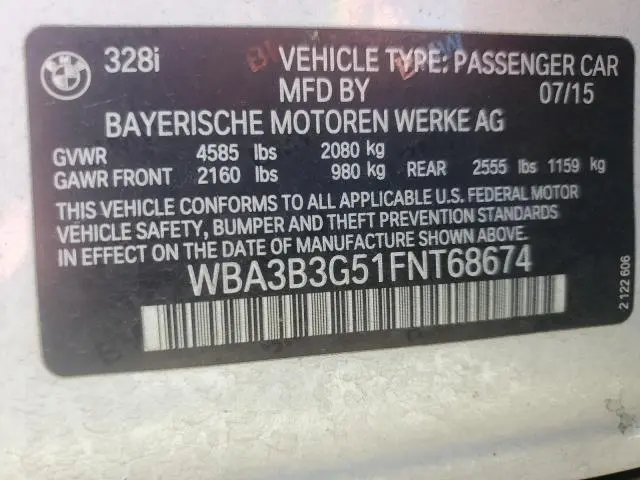 328i VEHICLE TYPE: PASSENGER CAR
MFD BY 07/15
BAYERISCHE MOTOREN WERKE AG
GVWR 4585 lbs 2080 kg
GAWR FRONT 2160 lbs 980 kg REAR 2555 lbs 1159 kg
THIS VEHICLE CONFORMS TO ALL APPLICABLE U.S. FEDERAL MOTOR
VEHICLE SAFETY, BUMPER AND THEFT PREVENTION STANDARDS
IN EFFECT ON THE DATE OF MANUFACTURE SHOWN ABOVE.
WBA3B3G51FNT68674
2 122 606